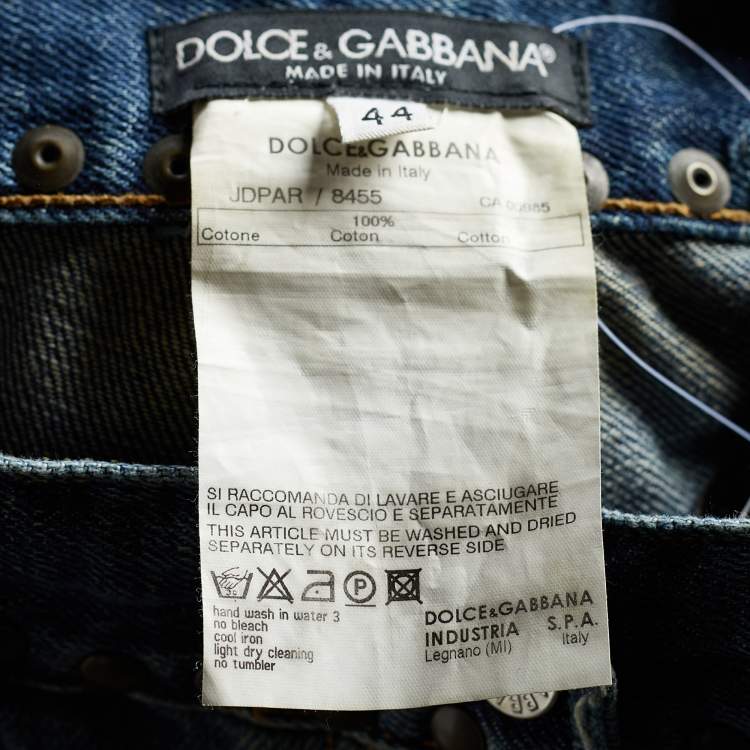 DOLCE & GABBANA®
MADE IN ITALY
44
DOLCE&GABBANA
Made in Italy
JDPAR / 8455 CA 00985
100%
Cotone Coton Cotton
SI RACCOMANDA DI LAVARE E ASCIUGARE
IL CAPO AL ROVESCIO E SEPARATAMENTE
THIS ARTICLE MUST BE WASHED AND DRIED
SEPARATELY ON ITS REVERSE SIDE
P
hand wash in water 3
no bleach
cool iron
light dry cleaning
no tumbler
DOLCE&GABBANA
INDUSTRIA S.P.A.
Legnano (MI) Italy